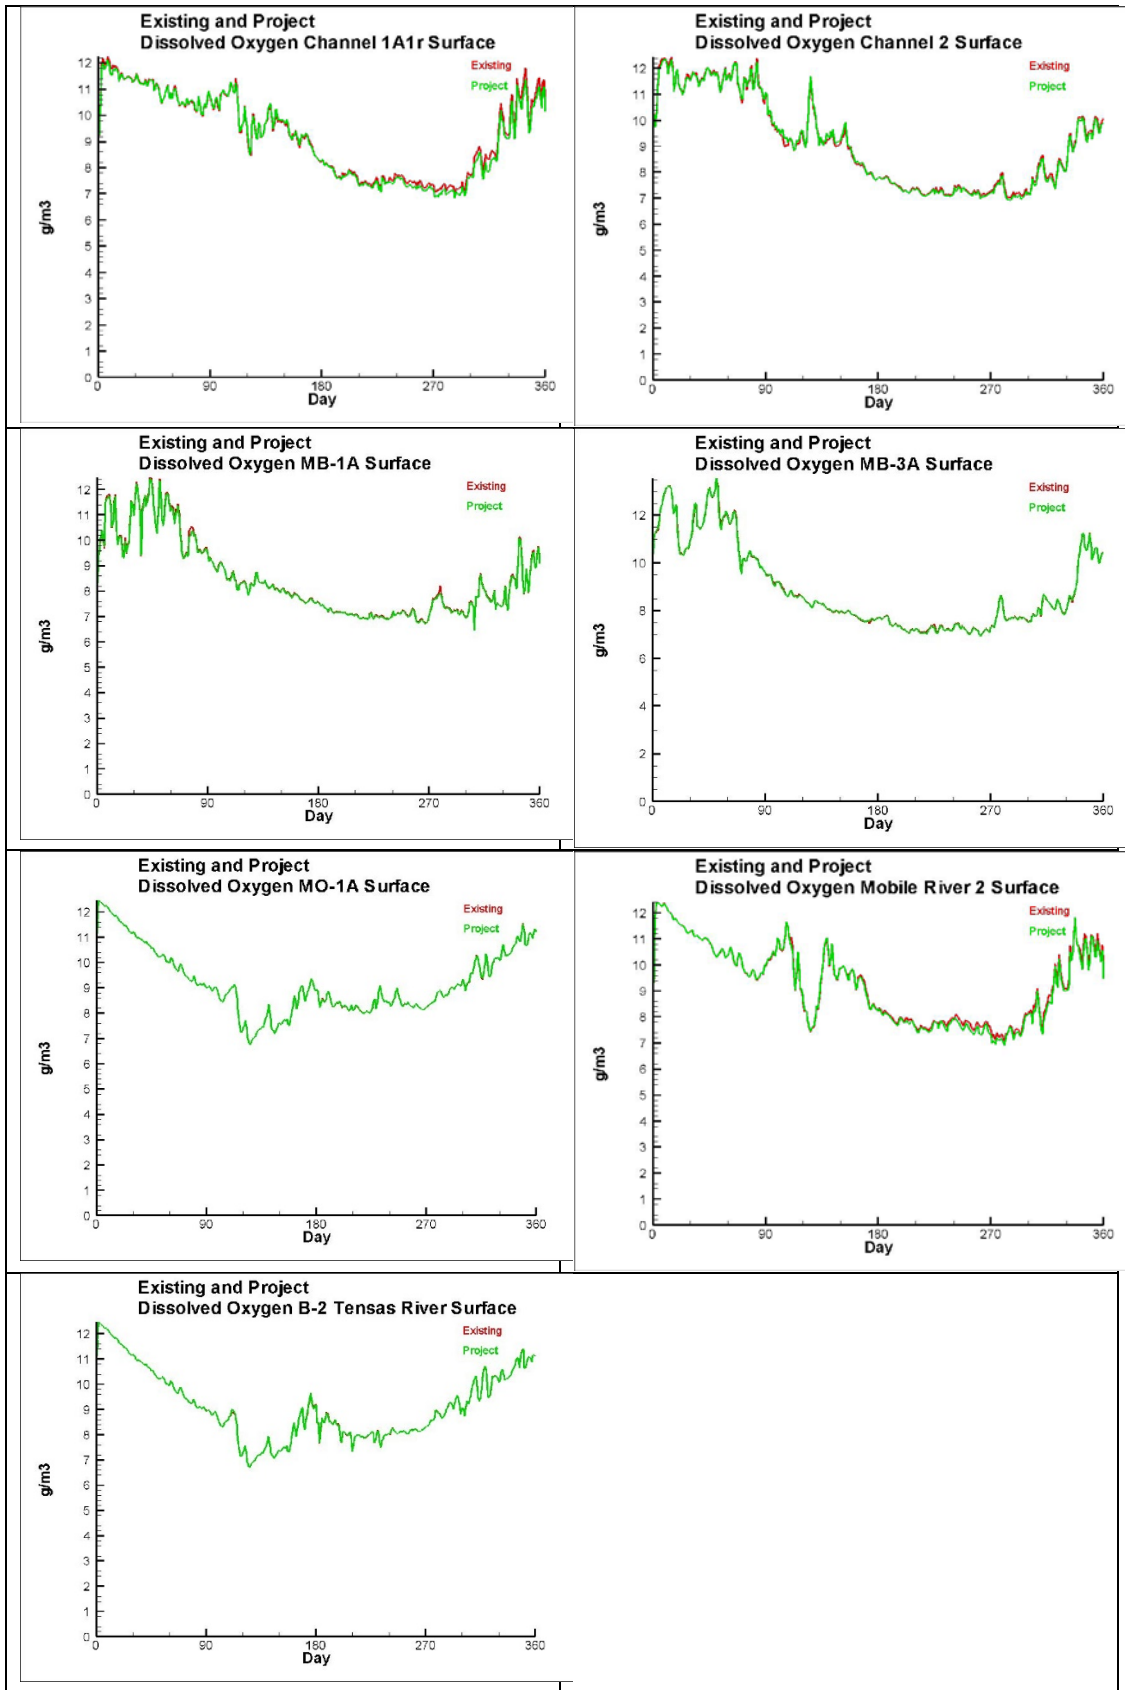 Existing and Project
Dissolved Oxygen Channel 1A1r Surface
Existing
Project
12
11
10
9
8
7
6
5
4
3
2
1
0
g/m3
0 90 180 270 360
Day
Existing and Project
Dissolved Oxygen Channel 2 Surface
Existing
Project
12
11
10
9
8
7
6
5
4
3
2
1
0
g/m3
0 90 180 270 360
Day
Existing and Project
Dissolved Oxygen MB-1A Surface
Existing
Project
12
11
10
9
8
7
6
5
4
3
2
1
0
g/m3
0 90 180 270 360
Day
Existing and Project
Dissolved Oxygen MB-3A Surface
Existing
Project
12
10
8
6
4
2
0
g/m3
0 90 180 270 360
Day
Existing and Project
Dissolved Oxygen MO-1A Surface
Existing
Project
12
11
10
9
8
7
6
5
4
3
2
1
0
g/m3
0 90 180 270 360
Day
Existing and Project
Dissolved Oxygen Mobile River 2 Surface
Existing
Project
12
11
10
9
8
7
6
5
4
3
2
1
0
g/m3
0 90 180 270 360
Day
Existing and Project
Dissolved Oxygen B-2 Tensas River Surface
Existing
Project
12
11
10
9
8
7
6
5
4
3
2
1
0
g/m3
0 90 180 270 360
Day